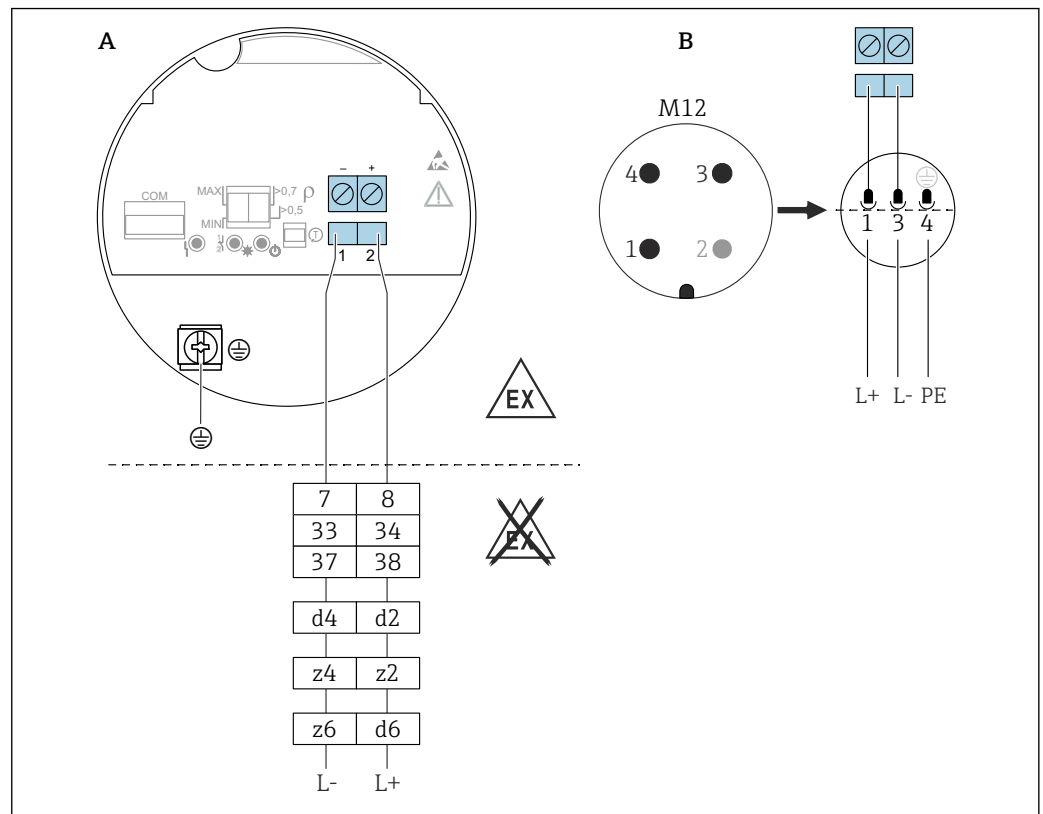 A
B
M12
4 3
1 2
1 3 4
L+ L- PE
- +
COM
MAX >0,7 ρ
>0,5
MIN
1 2
EX
7 8
33 34
37 38
EX
d4 d2
z4 z2
z6 d6
L- L+